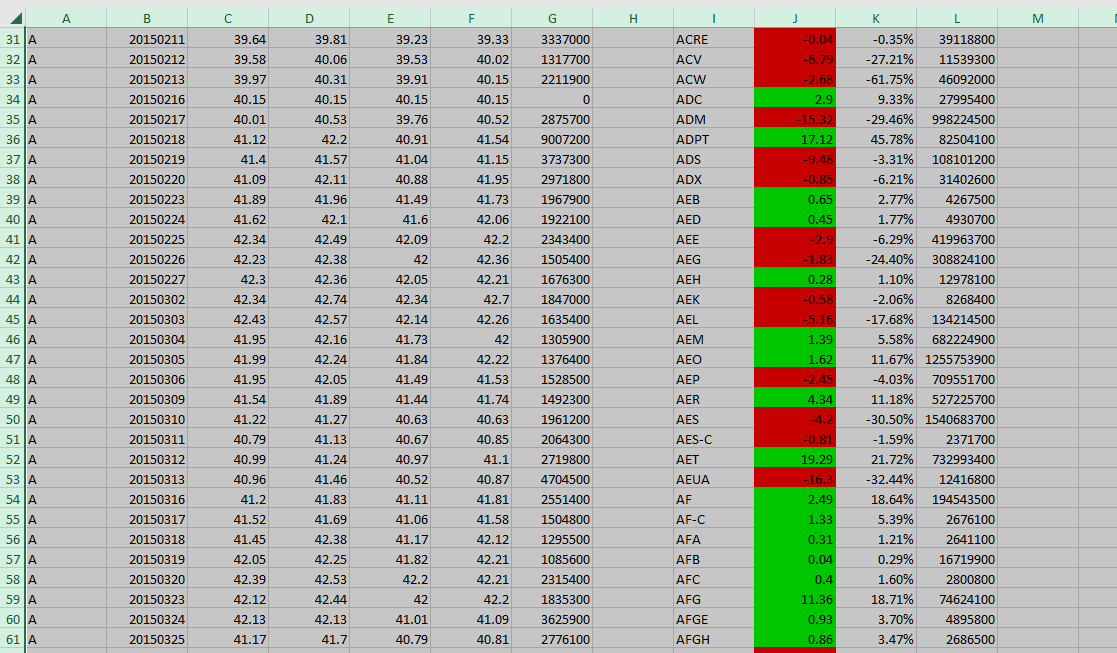 A B C D E F G H I J K L M
31 A 20150211 39.64 39.81 39.23 39.33 3337000 ACRE -0.04 -0.35% 39118800
32 A 20150212 39.58 40.06 39.53 40.02 1317700 ACV -6.79 -27.21% 11539300
33 A 20150213 39.97 40.31 39.91 40.15 2211900 ACW -2.68 -61.75% 46092000
34 A 20150216 40.15 40.15 40.15 40.15 0 ADC 2.9 9.33% 27995400
35 A 20150217 40.01 40.53 39.76 40.52 2875700 ADM -15.32 -29.46% 998224500
36 A 20150218 41.12 42.2 40.91 41.54 9007200 ADPT 17.12 45.78% 82504100
37 A 20150219 41.4 41.57 41.04 41.15 3737300 ADS -9.48 -3.31% 108101200
38 A 20150220 41.09 42.11 40.88 41.95 2971800 ADX -0.85 -6.21% 31402600
39 A 20150223 41.89 41.96 41.49 41.73 1967900 AEB 0.65 2.77% 4267500
40 A 20150224 41.62 42.1 41.6 42.06 1922100 AED 0.45 1.77% 4930700
41 A 20150225 42.34 42.49 42.09 42.2 2343400 AEE -2.9 -6.29% 419963700
42 A 20150226 42.23 42.38 42 42.36 1505400 AEG -1.83 -24.40% 308824100
43 A 20150227 42.3 42.36 42.05 42.21 1676300 AEH 0.28 1.10% 12978100
44 A 20150302 42.34 42.74 42.34 42.7 1847000 AEK -0.58 -2.06% 8268400
45 A 20150303 42.43 42.57 42.14 42.26 1635400 AEL -5.16 -17.68% 134214500
46 A 20150304 41.95 42.16 41.73 42 1305900 AEM 1.39 5.58% 682224900
47 A 20150305 41.99 42.24 41.84 42.22 1376400 AEO 1.62 11.67% 1255753900
48 A 20150306 41.95 42.05 41.49 41.53 1528500 AEP -2.45 -4.03% 709551700
49 A 20150309 41.54 41.89 41.44 41.74 1492300 AER 4.34 11.18% 527225700
50 A 20150310 41.22 41.27 40.63 40.63 1961200 AES -4.2 -30.50% 1540683700
51 A 20150311 40.79 41.13 40.67 40.85 2064300 AES-C -0.81 -1.59% 2371700
52 A 20150312 40.99 41.24 40.97 41.1 2719800 AET 19.29 21.72% 732993400
53 A 20150313 40.96 41.46 40.52 40.87 4704500 AEUA -16.3 -32.44% 12416800
54 A 20150316 41.2 41.83 41.11 41.81 2551400 AF 2.49 18.64% 194543500
55 A 20150317 41.52 41.69 41.06 41.58 1504800 AF-C 1.33 5.39% 2676100
56 A 20150318 41.45 42.38 41.17 42.12 1295500 AFA 0.31 1.21% 2641100
57 A 20150319 42.05 42.25 41.82 42.21 1085600 AFB 0.04 0.29% 16719900
58 A 20150320 42.39 42.53 42.2 42.21 2315400 AFC 0.4 1.60% 2800800
59 A 20150323 42.12 42.44 42 42.2 1835300 AFG 11.36 18.71% 74624100
60 A 20150324 42.13 42.13 41.01 41.09 3625900 AFGE 0.93 3.70% 4895800
61 A 20150325 41.17 41.7 40.79 40.81 2776100 AFGH 0.86 3.47% 2686500